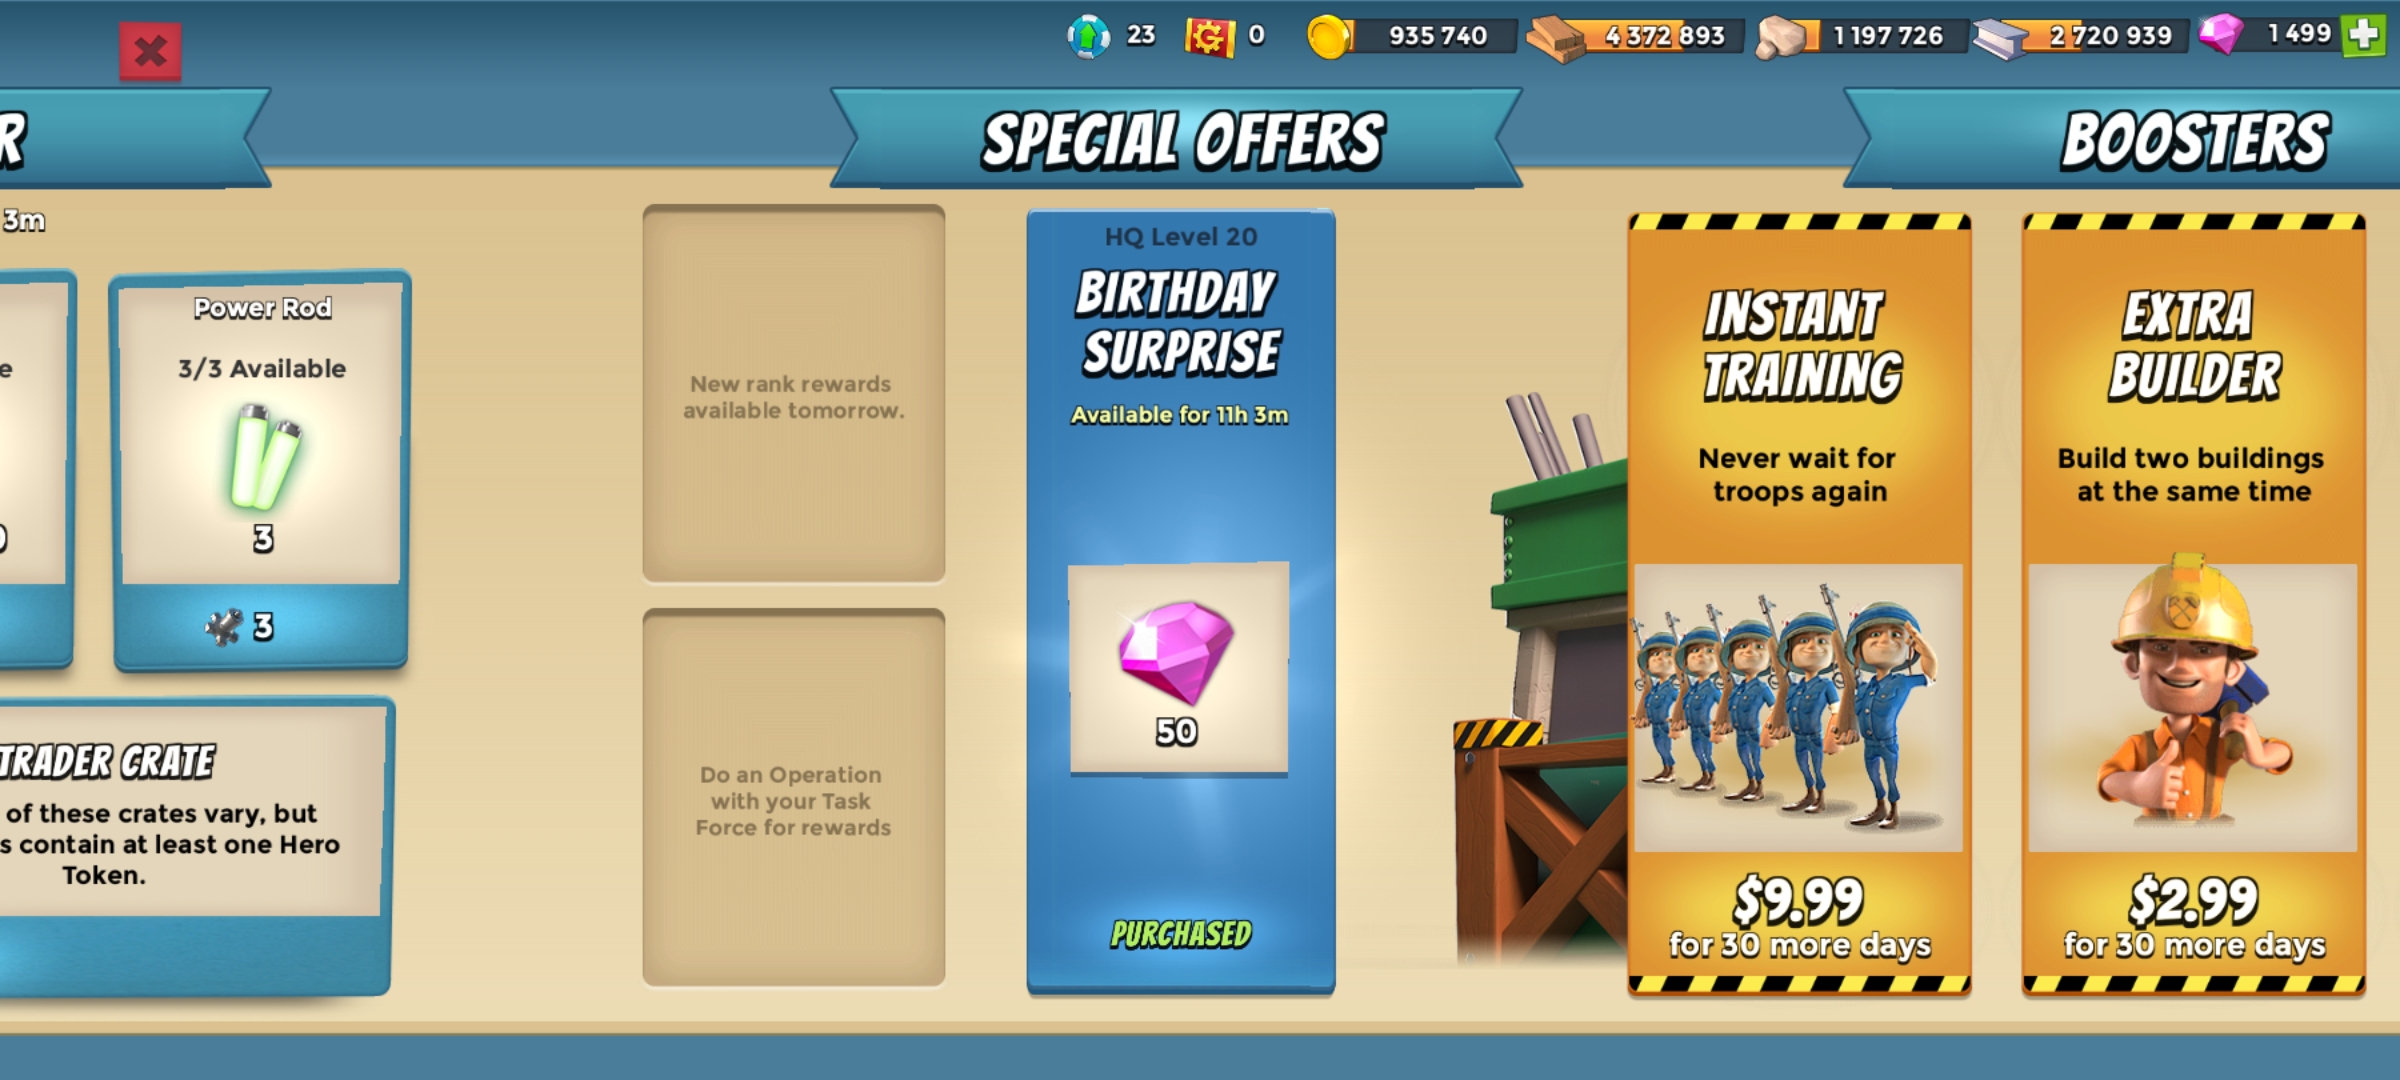 23
0
935 740
4 372 893
1 197 726
2 720 939
1 499
R
SPECIAL OFFERS
BOOSTERS
3m
Power Rod
3/3 Available
3
3
TRADER CRATE
of these crates vary, but
s contain at least one Hero
Token.
New rank rewards
available tomorrow.
Do an Operation
with your Task
Force for rewards
HQ Level 20
BIRTHDAY
SURPRISE
Available for 11h 3m
50
PURCHASED
INSTANT
TRAINING
Never wait for
troops again
$9.99
for 30 more days
EXTRA
BUILDER
Build two buildings
at the same time
$2.99
for 30 more days